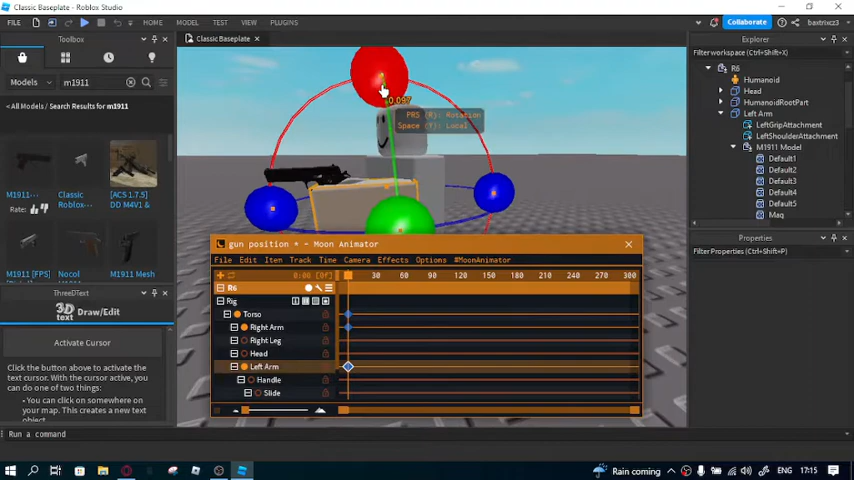 Classic Baseplate - Roblox Studio
FILE
HOME
MODEL
TEST
VIEW
PLUGINS
Collaborate
baxtrixcz3
Toolbox
Models
m1911
< All Models / Search Results for m1911
M1911···
Classic Roblox-
[ACS 1.7.5] DD M4V1 &
Rate:
M1911 [FPS]
Nocol
M1911 Mesh
ThreeDText
3D text
Draw/Edit
Activate Cursor
Click the button above to activate the
text cursor. With the cursor active, you
can do one of two things:
• You can click on somewhere on
your map. This creates a new text
object.
Classic Baseplate
0.097
PRS (R): Rotation
Space (Y): Local
gun position * - Moon Animator
File Edit Item Track Time Camera Effects Options #MoonAnimator
0:00 [0f]
30 60 90 120 150 180 210 240 270 300
R6
Rig
Torso
Right Arm
Right Leg
Head
Left Arm
Handle
Slide
Explorer
Filter workspace (Ctrl+Shift+X)
R6
Humanoid
Head
HumanoidRootPart
Left Arm
LeftGripAttachment
LeftShoulderAttachment
M1911 Model
Default1
Default2
Default3
Default4
Default5
Mag
Properties
Filter Properties (Ctrl+Shift+P)
Run a command
Rain coming
ENG
17:15